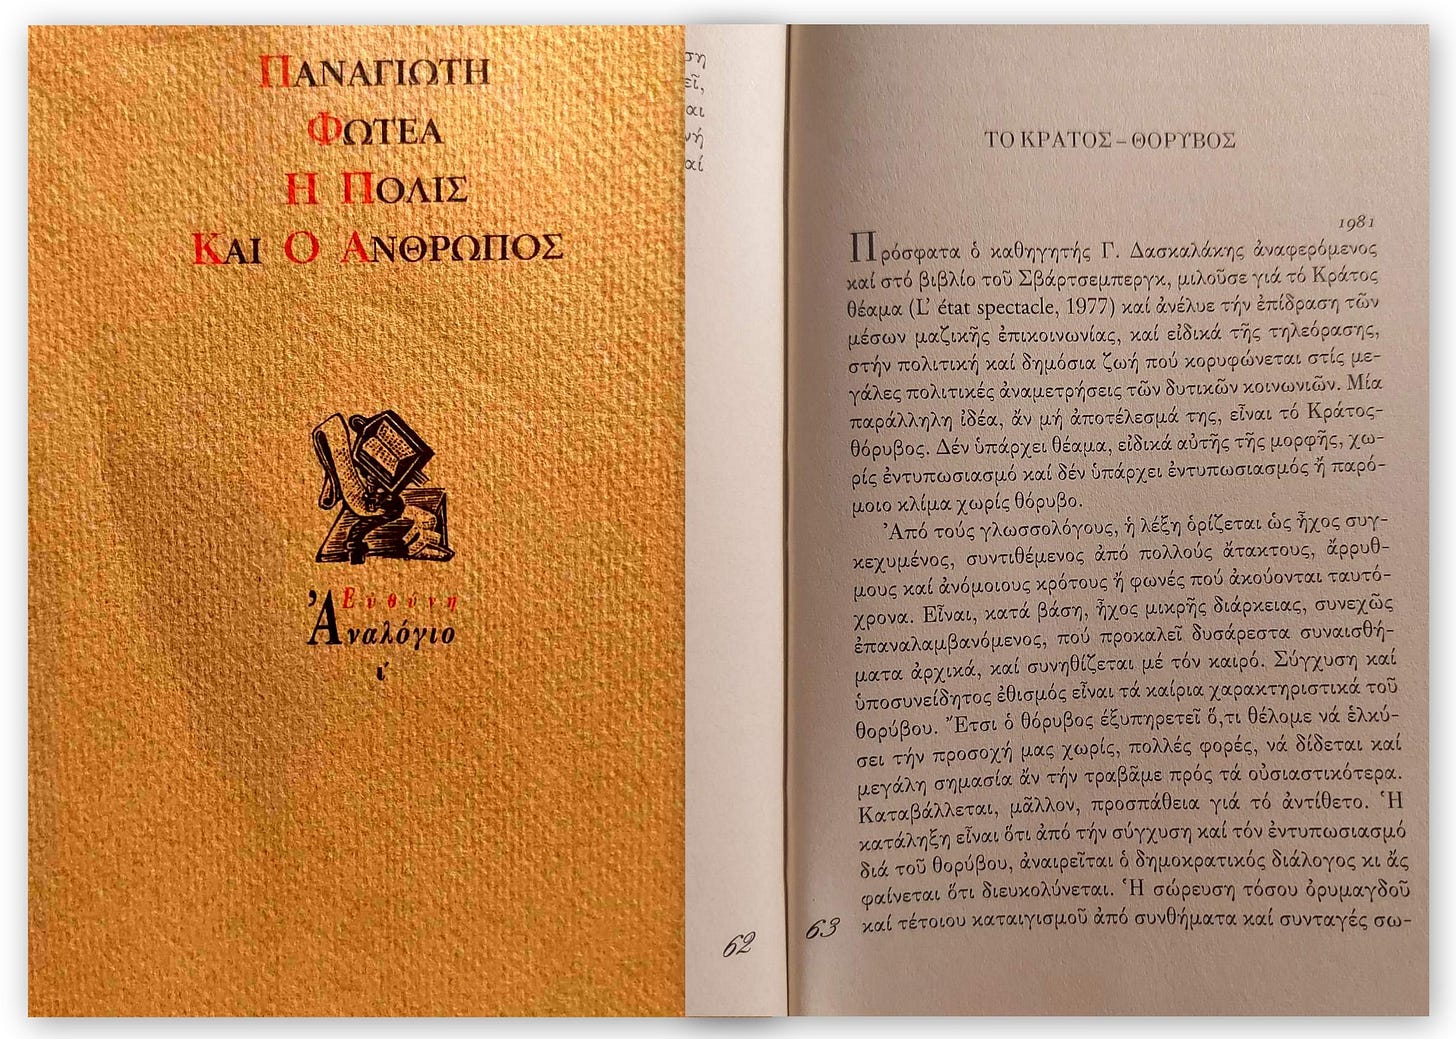 ΠΑΝΑΓΙΩΤΗ
ΦΩΤΕΑ
Η ΠΟΛΙΣ
ΚΑΙ Ο ΑΝΘΡΩΠΟΣ
Εὐθύνη
Ἀναλόγιο
ι΄
ση
εῖ,
αι
νή
αί
62
ΤΟ ΚΡΑΤΟΣ – ΘΟΡΥΒΟΣ
1981
Πρόσφατα ὁ καθηγητής Γ. Δασκαλάκης ἀναφερόμενος
καί στό βιβλίο τοῦ Σβάρτσεμπεργκ, μιλοῦσε γιά τό Κράτος
θέαμα (L’ état spectacle, 1977) καί ἀνέλυε τήν ἐπίδραση τῶν
μέσων μαζικῆς ἐπικοινωνίας, καί εἰδικά τῆς τηλεόρασης,
στήν πολιτική καί δημόσια ζωή πού κορυφώνεται στίς με-
γάλες πολιτικές ἀναμετρήσεις τῶν δυτικῶν κοινωνιῶν. Μία
παράλληλη ἰδέα, ἄν μή ἀποτέλεσμά της, εἶναι τό Κράτος-
θόρυβος. Δέν ὑπάρχει θέαμα, εἰδικά αὐτῆς τῆς μορφῆς, χω-
ρίς ἐντυπωσιασμό καί δέν ὑπάρχει ἐντυπωσιασμός ἤ παρό-
μοιο κλίμα χωρίς θόρυβο.
Ἀπό τούς γλωσσολόγους, ἡ λέξη ὁρίζεται ὡς ἦχος συγ-
κεχυμένος, συντιθέμενος ἀπό πολλούς ἄτακτους, ἄρρυθ-
μους καί ἀνόμοιους κρότους ἤ φωνές πού ἀκούονται ταυτό-
χρονα. Εἶναι, κατά βάση, ἦχος μικρῆς διάρκειας, συνεχῶς
ἐπαναλαμβανόμενος, πού προκαλεῖ δυσάρεστα συναισθή-
ματα ἀρχικά, καί συνηθίζεται μέ τόν καιρό. Σύγχυση καί
ὑποσυνείδητος ἐθισμός εἶναι τά καίρια χαρακτηριστικά τοῦ
θορύβου. Ἔτσι ὁ θόρυβος ἐξυπηρετεῖ ὅ,τι θέλομε νά ἑλκύ-
σει τήν προσοχή μας χωρίς, πολλές φορές, νά δίδεται καί
μεγάλη σημασία ἄν τήν τραβᾶμε πρός τά οὐσιαστικότερα.
Καταβάλλεται, μᾶλλον, προσπάθεια γιά τό ἀντίθετο. Ἡ
κατάληξη εἶναι ὅτι ἀπό τήν σύγχυση καί τόν ἐντυπωσιασμό
διά τοῦ θορύβου, ἀναιρεῖται ὁ δημοκρατικός διάλογος κι ἄς
φαίνεται ὅτι διευκολύνεται. Ἡ σώρευση τόσου ὀρυμαγδοῦ
καί τέτοιου καταιγισμοῦ ἀπό συνθήματα καί συνταγές σω-
63